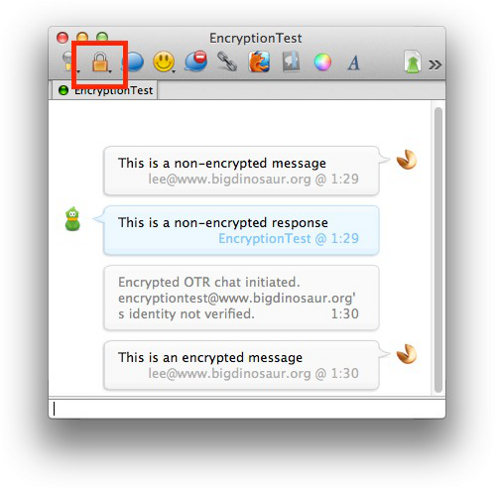 EncryptionTest
EncryptionTest
This is a non-encrypted message
lee@www.bigdinosaur.org @ 1:29
This is a non-encrypted response
EncryptionTest @ 1:29
Encrypted OTR chat initiated.
encryptiontest@www.bigdinosaur.org'
s identity not verified. 1:30
This is an encrypted message
lee@www.bigdinosaur.org @ 1:30